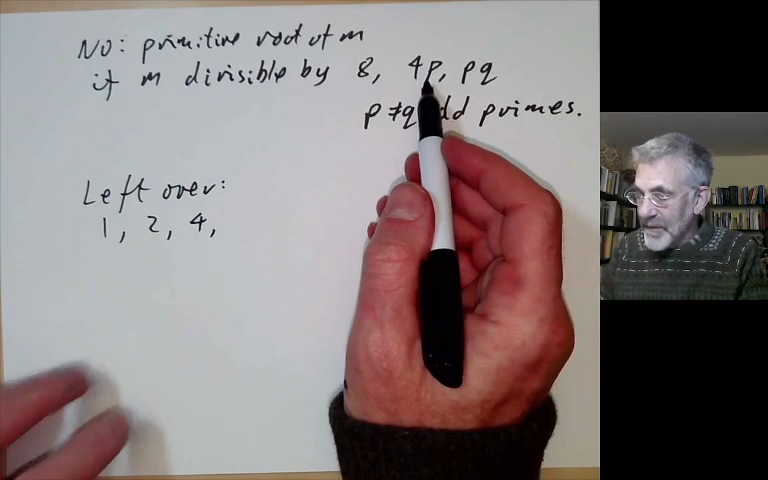 No: primitive root of m
if m divisible by 8, 4p, pq
p ≠ q odd primes.
Left over:
1, 2, 4,